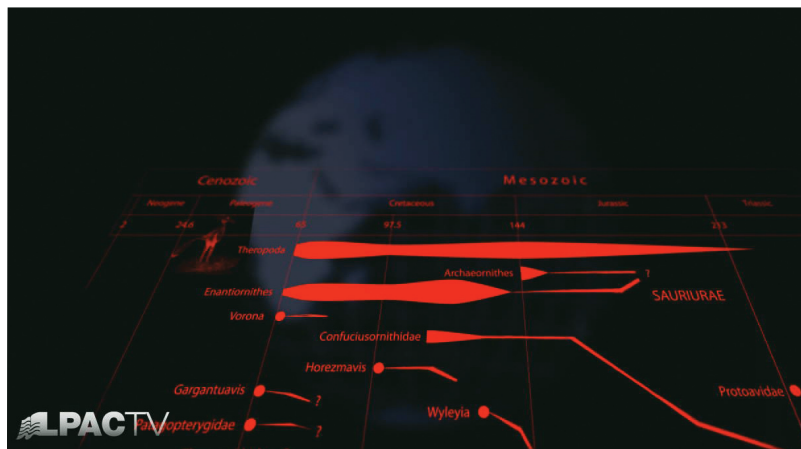 Cenozoic Mesozoic
Neogene Paleogene Cretaceous Jurassic Triassic
2 24.6 65 97.5 144 213
Theropoda
Archaeornithes ?
Enantiornithes SAURIURAE
Vorona
Confuciusornithidae
Horezmavis
Gargantuavis ? Protoavidae
Wyleyia
LPACTV
Patagopterygidae ?